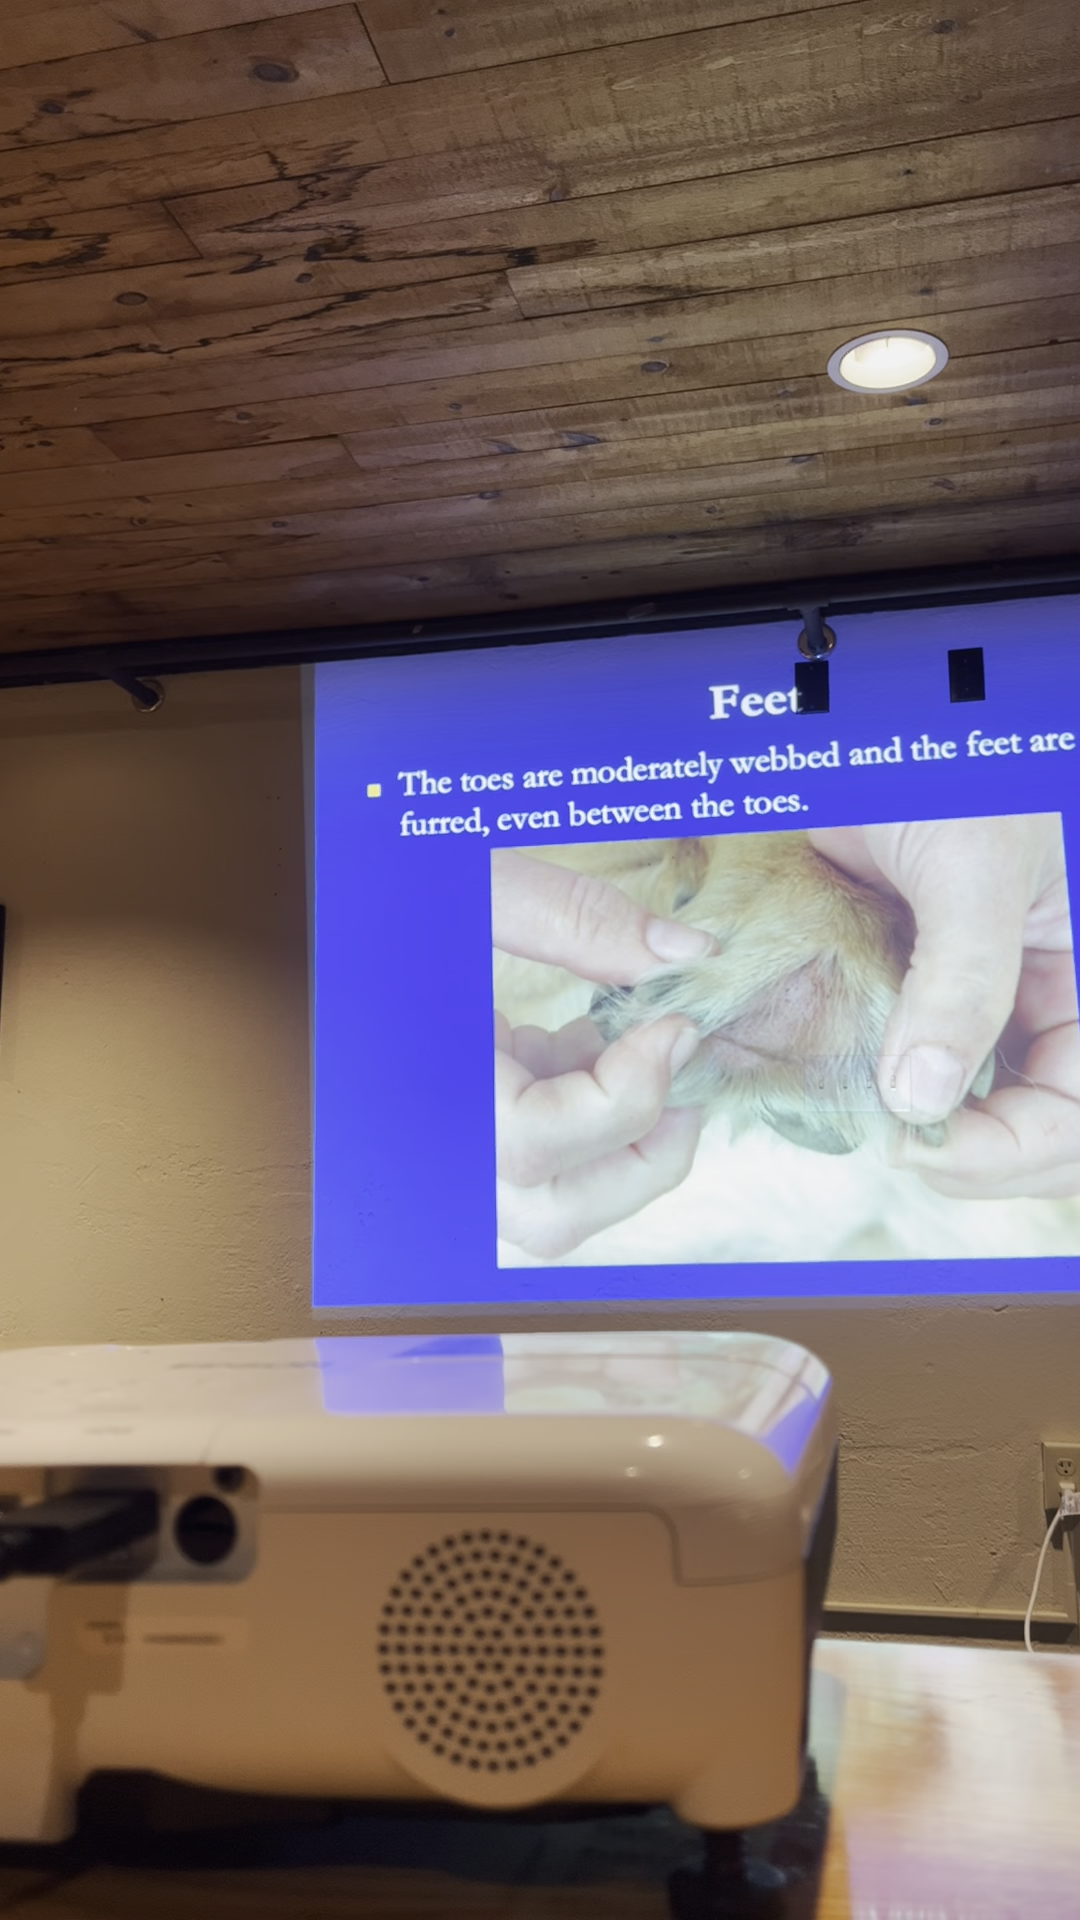 Feet
The toes are moderately webbed and the feet are
furred, even between the toes.